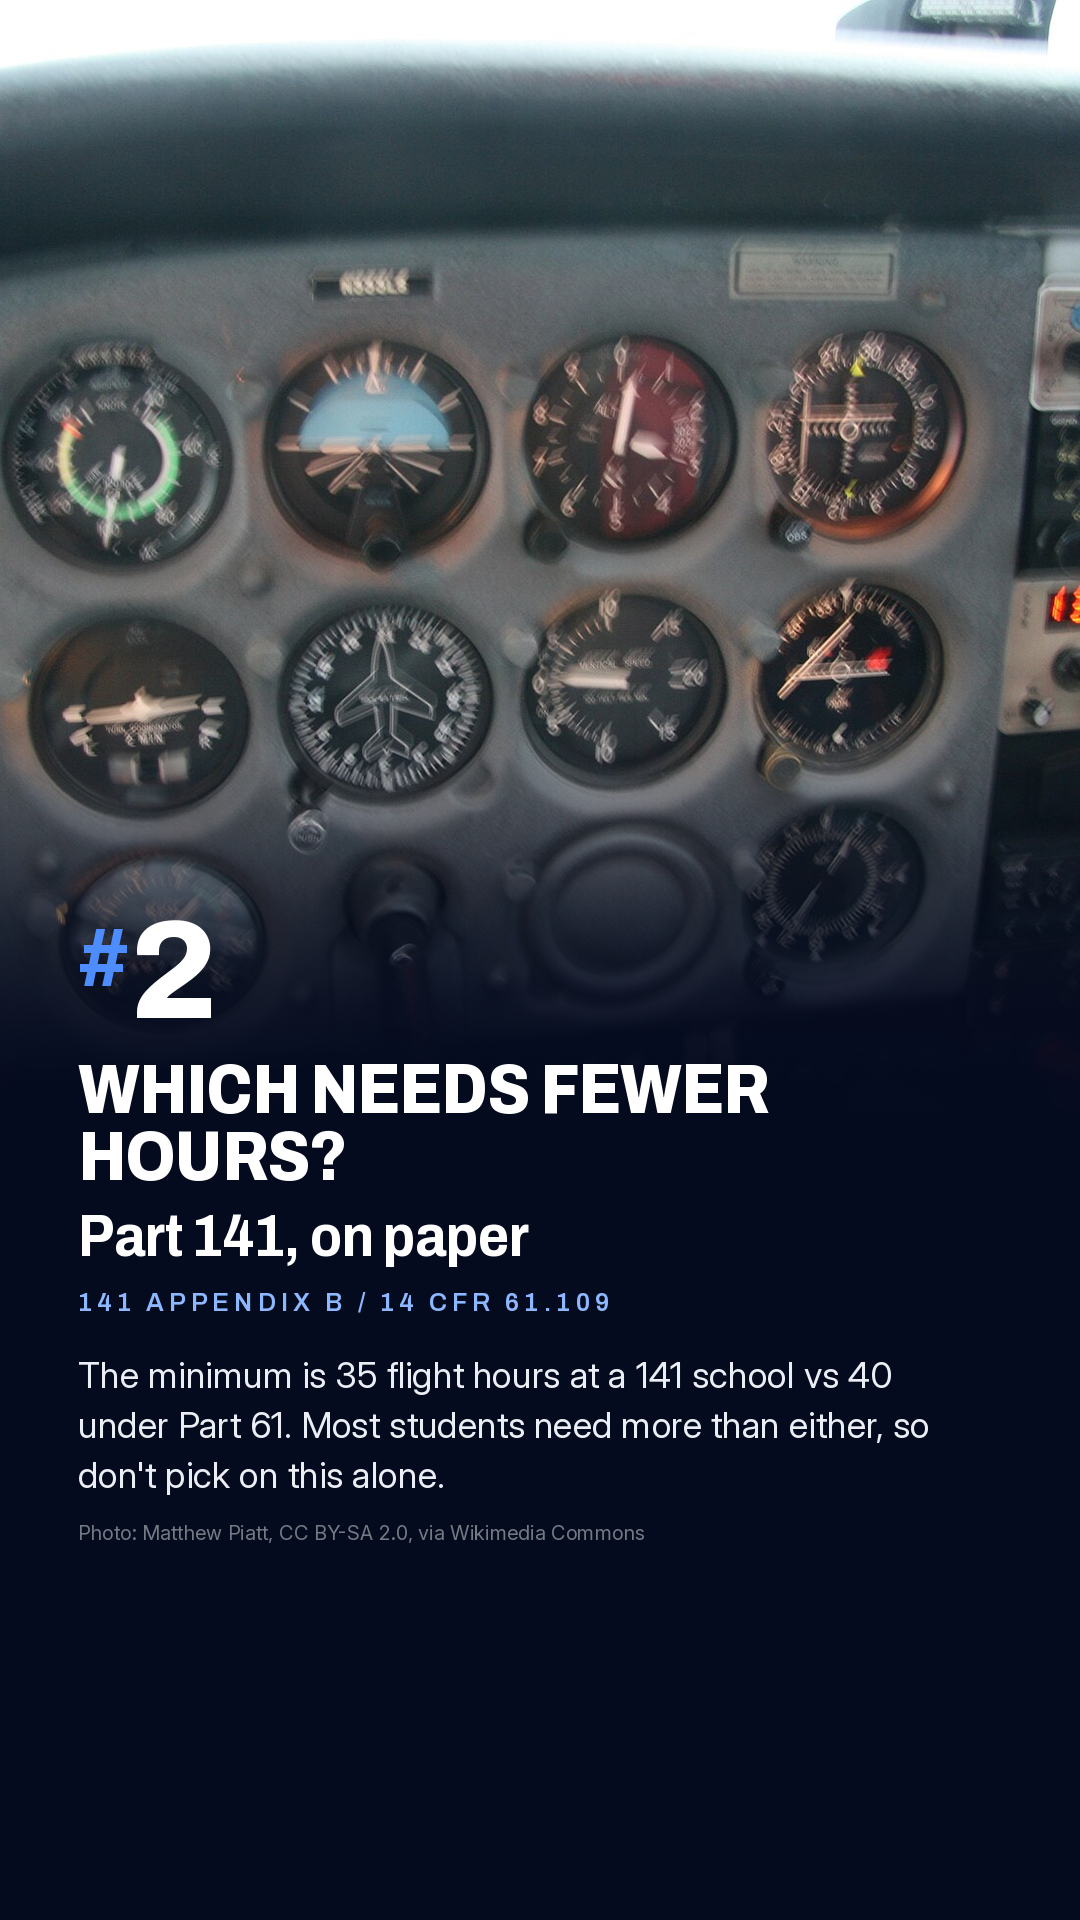 #2
WHICH NEEDS FEWER
HOURS?
Part 141, on paper
141 APPENDIX B / 14 CFR 61.109
The minimum is 35 flight hours at a 141 school vs 40
under Part 61. Most students need more than either, so
don't pick on this alone.
Photo: Matthew Piatt, CC BY-SA 2.0, via Wikimedia Commons